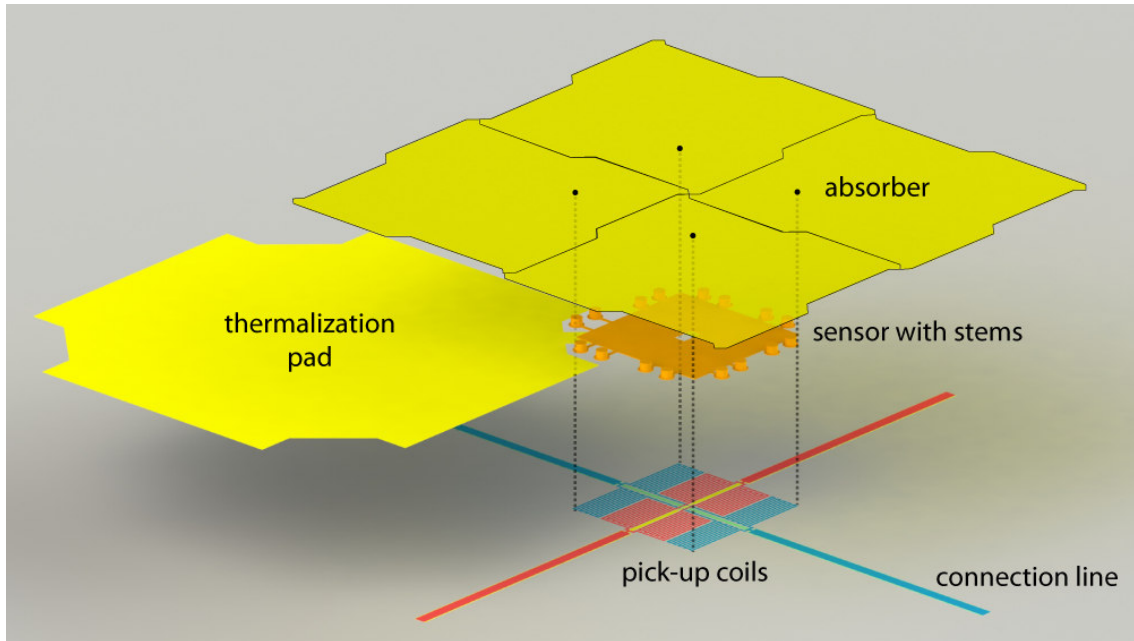 absorber
thermalization
pad
sensor with stems
pick-up coils
connection line